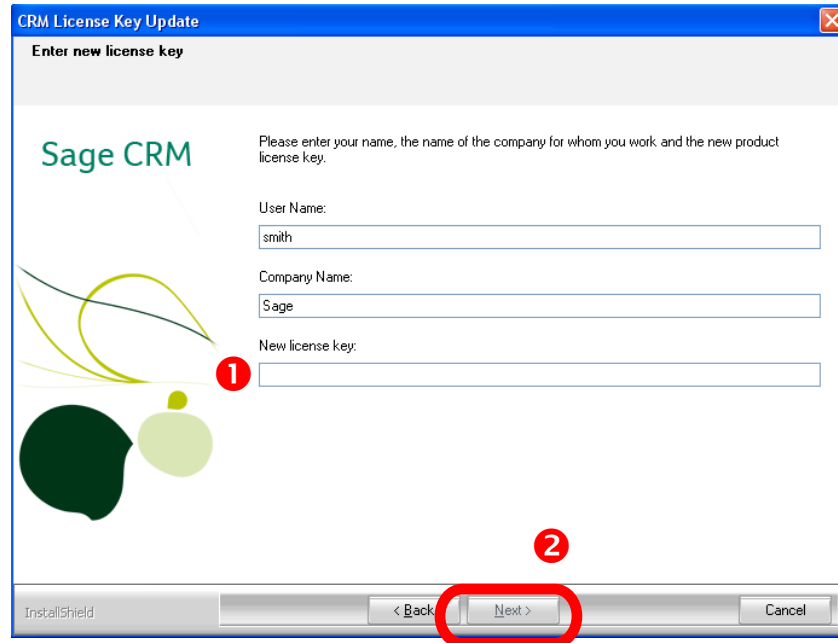 CRM License Key Update
Enter new license key
Sage CRM
Please enter your name, the name of the company for whom you work and the new product
license key.
User Name:
smith
Company Name:
Sage
New license key:
1
2
InstallShield
< Back
Next >
Cancel